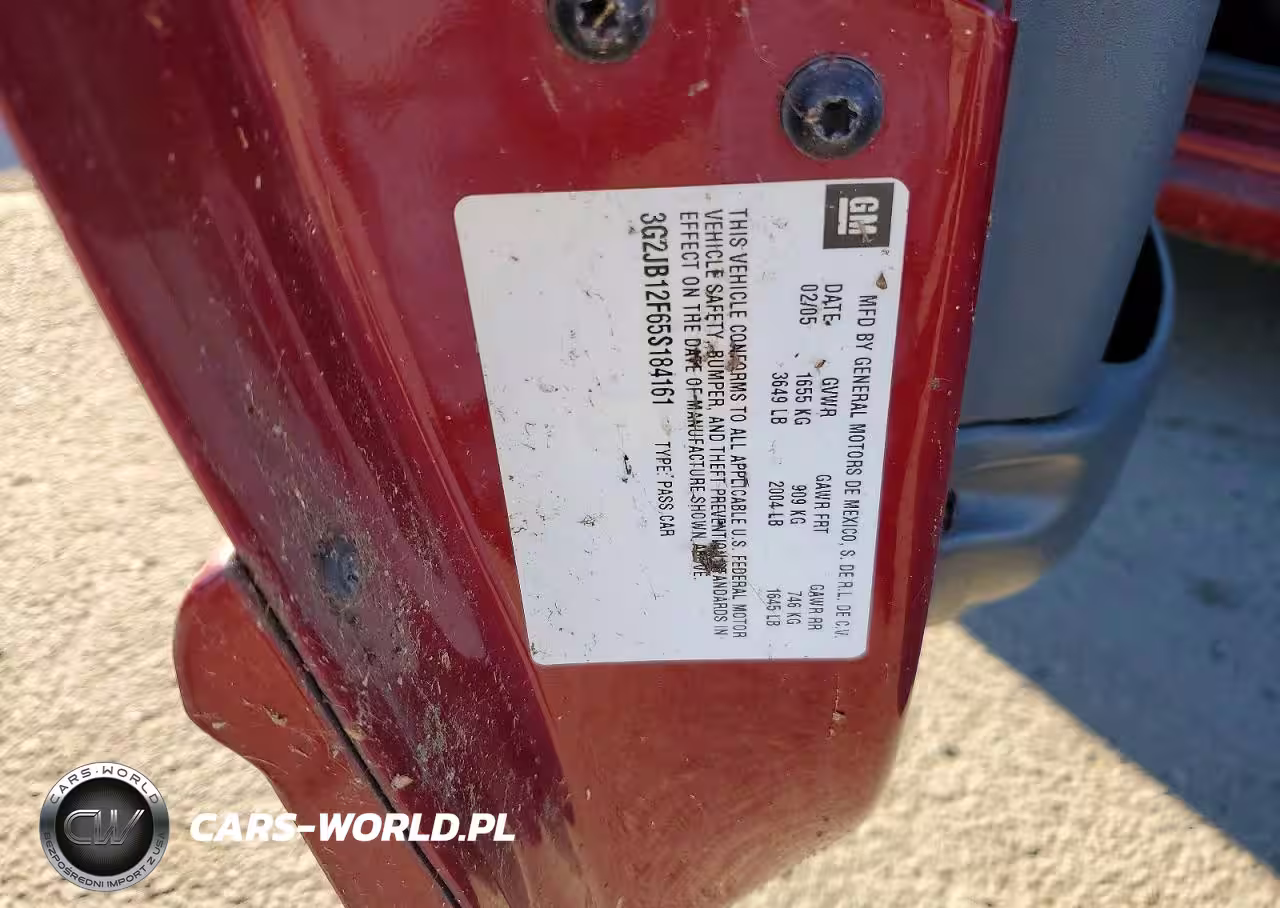 GM
MFD BY GENERAL MOTORS DE MEXICO, S. DE R.L. DE C.V.
DATE GVWR GAWR FRT GAWR RR
02/05 1655 KG 909 KG 746 KG
3649 LB 2004 LB 1645 LB
THIS VEHICLE CONFORMS TO ALL APPLICABLE U.S. FEDERAL MOTOR
VEHICLE SAFETY, BUMPER, AND THEFT PREVENTION STANDARDS IN
EFFECT ON THE DATE OF MANUFACTURE SHOWN ABOVE.
3G2JB12F65S184161 TYPE: PASS CAR
CARS-WORLD
CW
BEZPOŚREDNI IMPORT Z USA
CARS-WORLD.PL